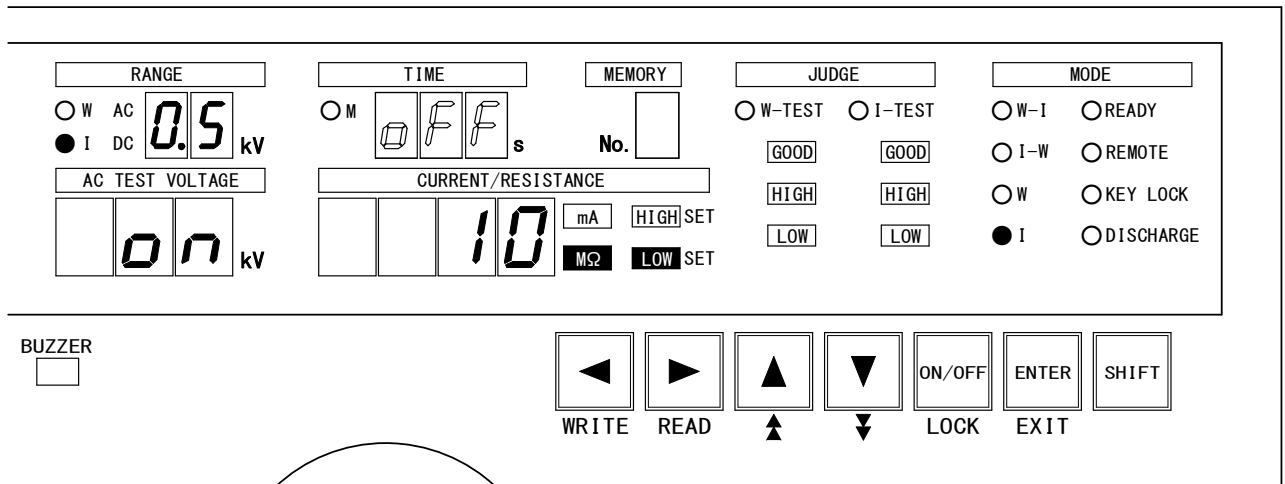 RANGE
TIME
MEMORY
JUDGE
MODE
W AC
I DC
0.5 kV
M
oFF s
No.
W-TEST I-TEST
GOOD GOOD
HIGH HIGH
LOW LOW
W-I READY
I-W REMOTE
W KEY LOCK
I DISCHARGE
AC TEST VOLTAGE
on kV
CURRENT/RESISTANCE
10
mA HIGH SET
MΩ LOW SET
BUZZER
ON/OFF ENTER SHIFT
WRITE READ LOCK EXIT